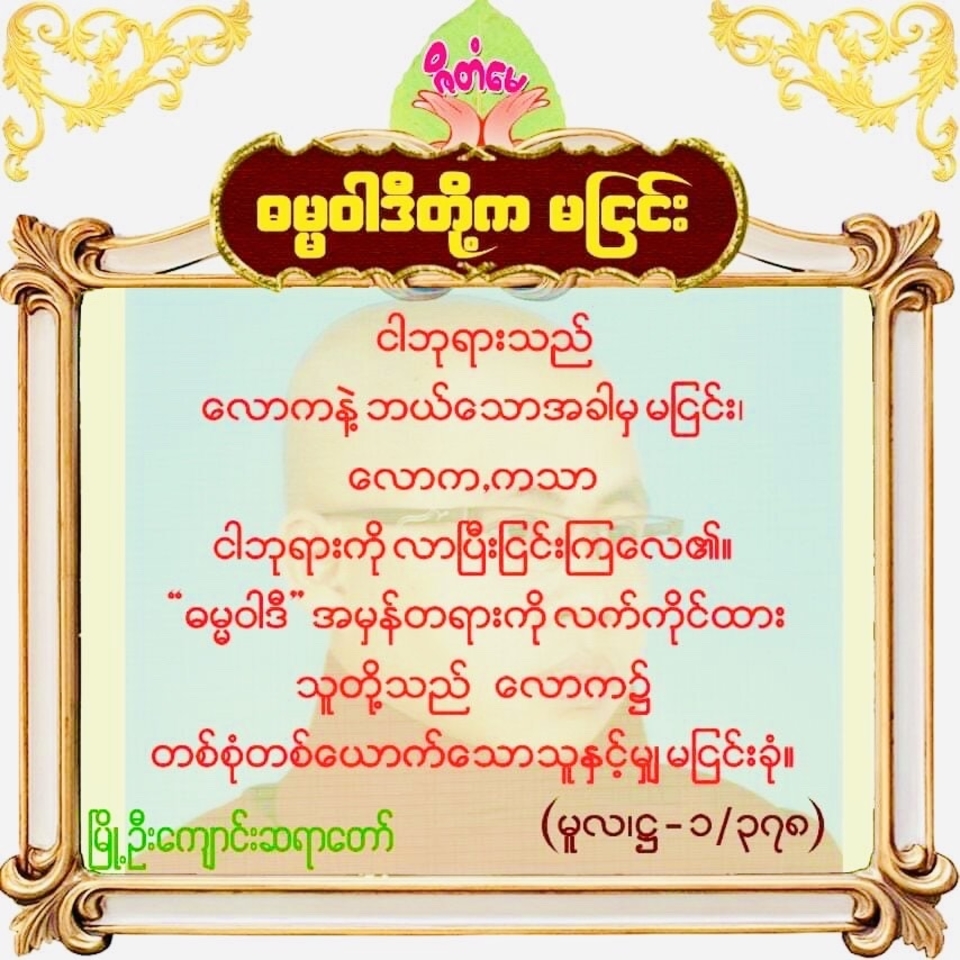 ဇိတံမေ
ဓမ္မဝါဒီတို့က မငြင်း
ငါဘုရားသည်
လောကနဲ့ ဘယ်သောအခါမှ မငြင်း၊
လောက,ကသာ
ငါဘုရားကို လာပြီးငြင်းကြလေ၏။
“ဓမ္မဝါဒီ” အမှန်တရားကို လက်ကိုင်ထား
သူတို့သည် လောက၌
တစ်စုံတစ်ယောက်သောသူနှင့်မျှ မငြင်းခုံ။
မြို့ဦးကျောင်းဆရာတော်
(မူလ၊ဋ္ဌ - ၁/၃၇၈)